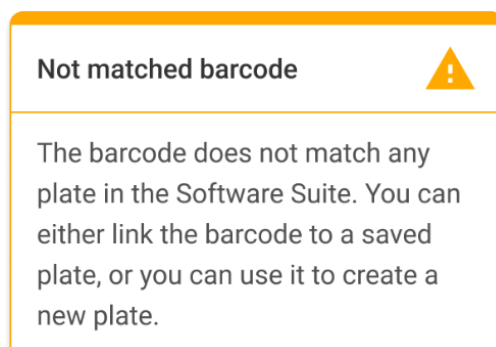 Not matched barcode
The barcode does not match any
plate in the Software Suite. You can
either link the barcode to a saved
plate, or you can use it to create a
new plate.